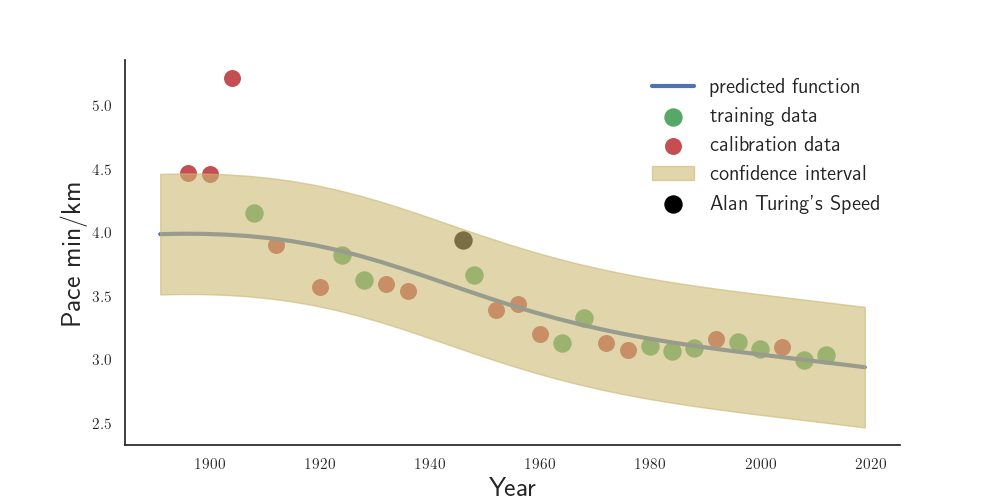 predicted function
training data
calibration data
confidence interval
Alan Turing's Speed
Pace min/km
5.0
4.5
4.0
3.5
3.0
2.5
1900 1920 1940 1960 1980 2000 2020
Year